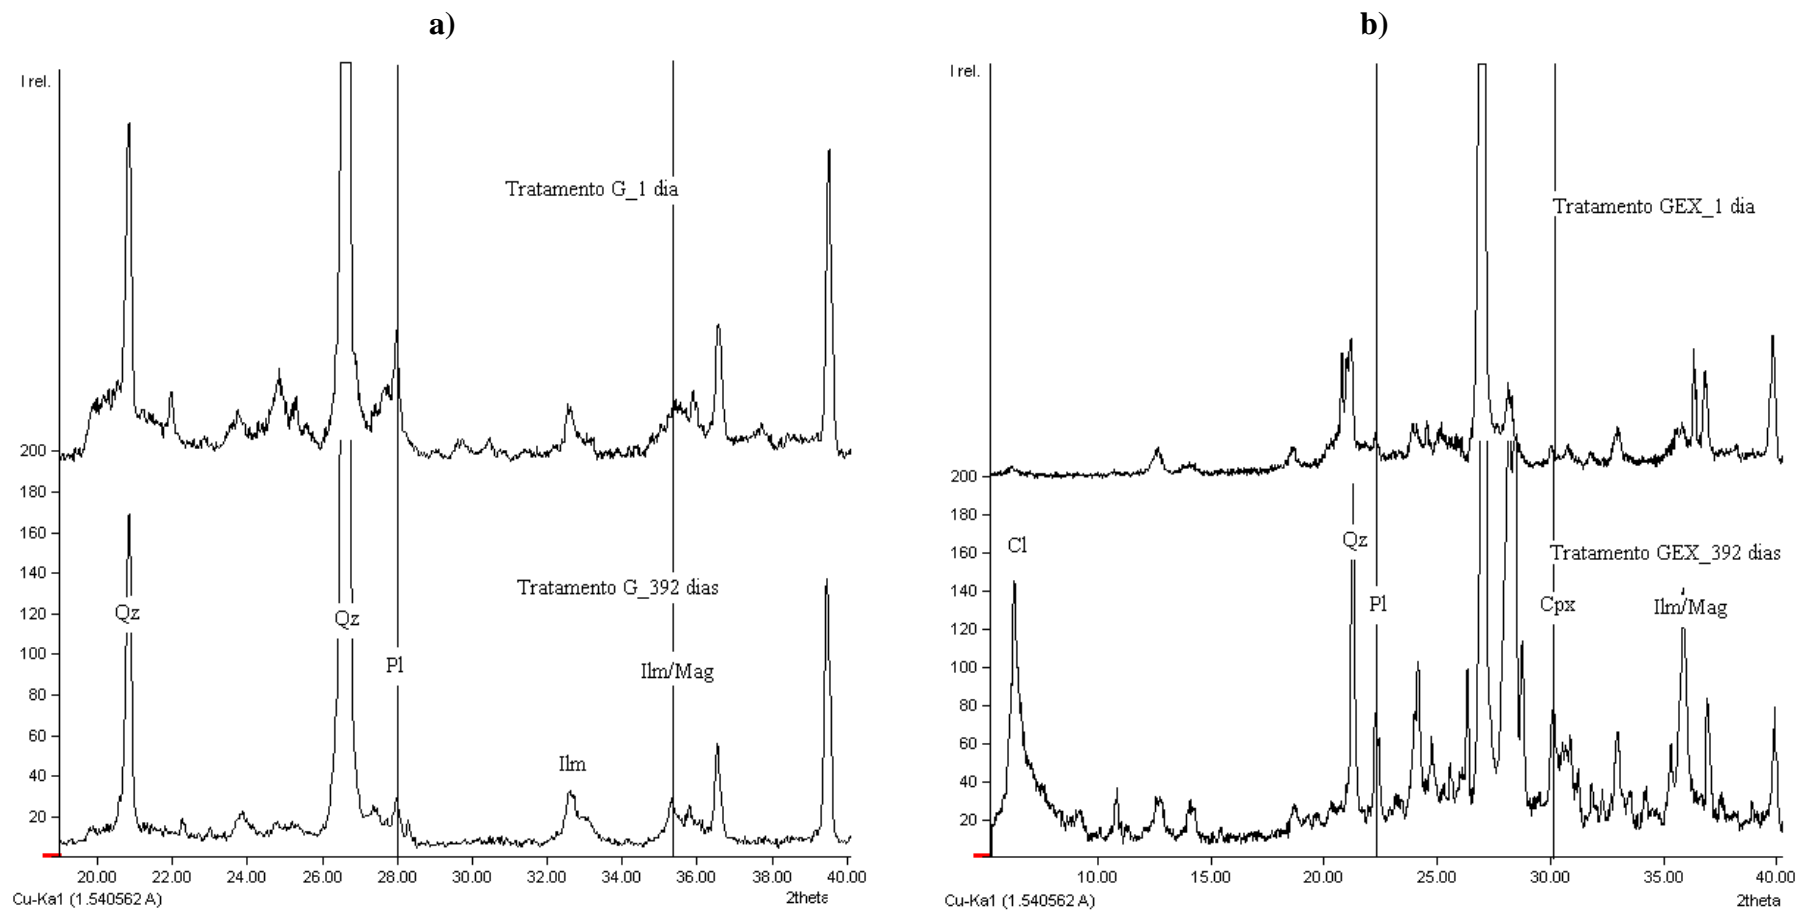 a)
I rel.
Tratamento G_1 dia
200
180
160
140
120
100
80
60
40
20
Tratamento G_392 dias
Qz
Qz
Pl
Ilm/Mag
Ilm
20.00 22.00 24.00 26.00 28.00 30.00 32.00 34.00 36.00 38.00 40.00
Cu-Ka1 (1.540562 A) 2theta
b)
I rel.
Tratamento GEX_1 dia
200
180
160
140
120
100
80
60
40
20
Cl
Qz
Tratamento GEX_392 dias
Pl
Cpx
Ilm/Mag
10.00 15.00 20.00 25.00 30.00 35.00 40.00
Cu-Ka1 (1.540562 A) 2theta